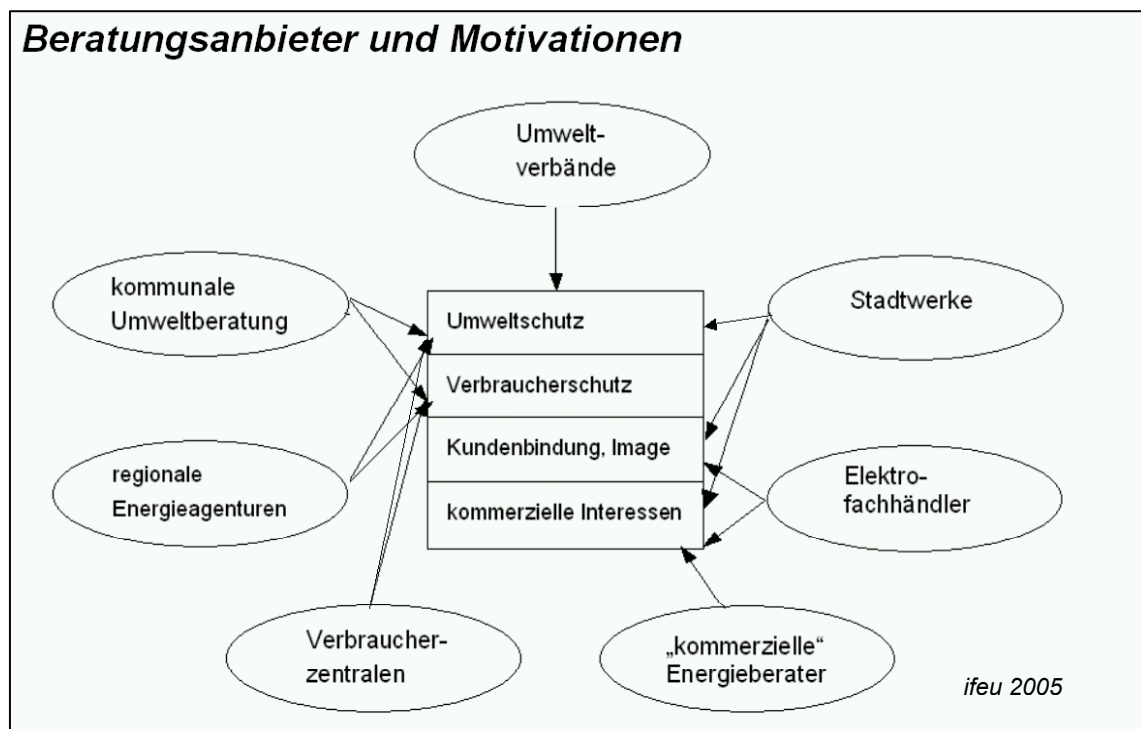 Beratungsanbieter und Motivationen
Umwelt-
verbände
kommunale
Umweltberatung
Stadtwerke
Umweltschutz
Verbraucherschutz
Kundenbindung, Image
kommerzielle Interessen
regionale
Energieagenturen
Elektro-
fachhändler
Verbraucher-
zentralen
„kommerzielle“
Energieberater
ifeu 2005